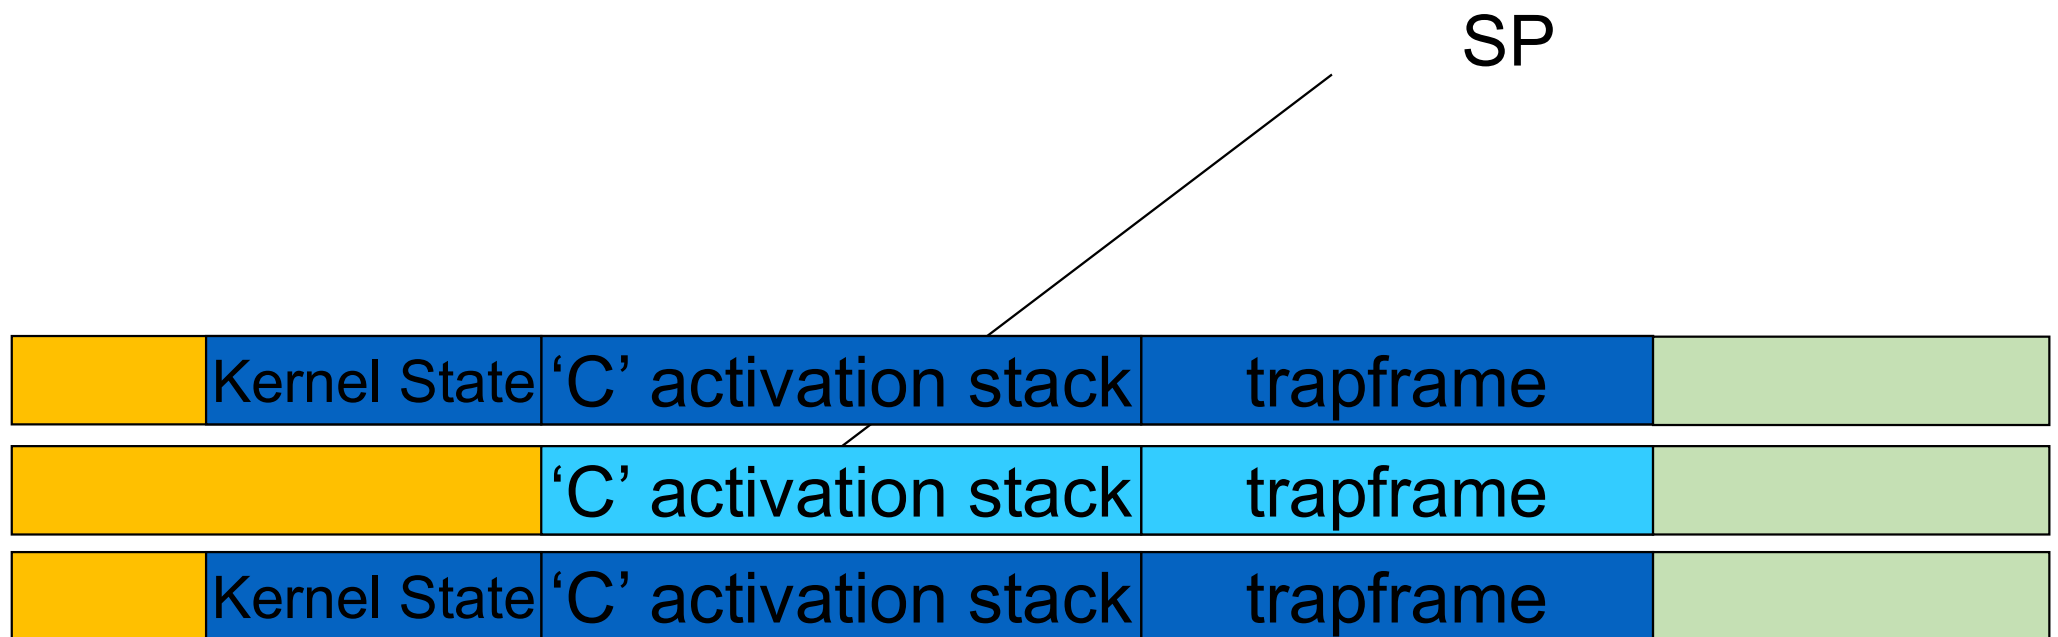 SP
Kernel State ‘C’ activation stack trapframe
‘C’ activation stack trapframe
Kernel State ‘C’ activation stack trapframe